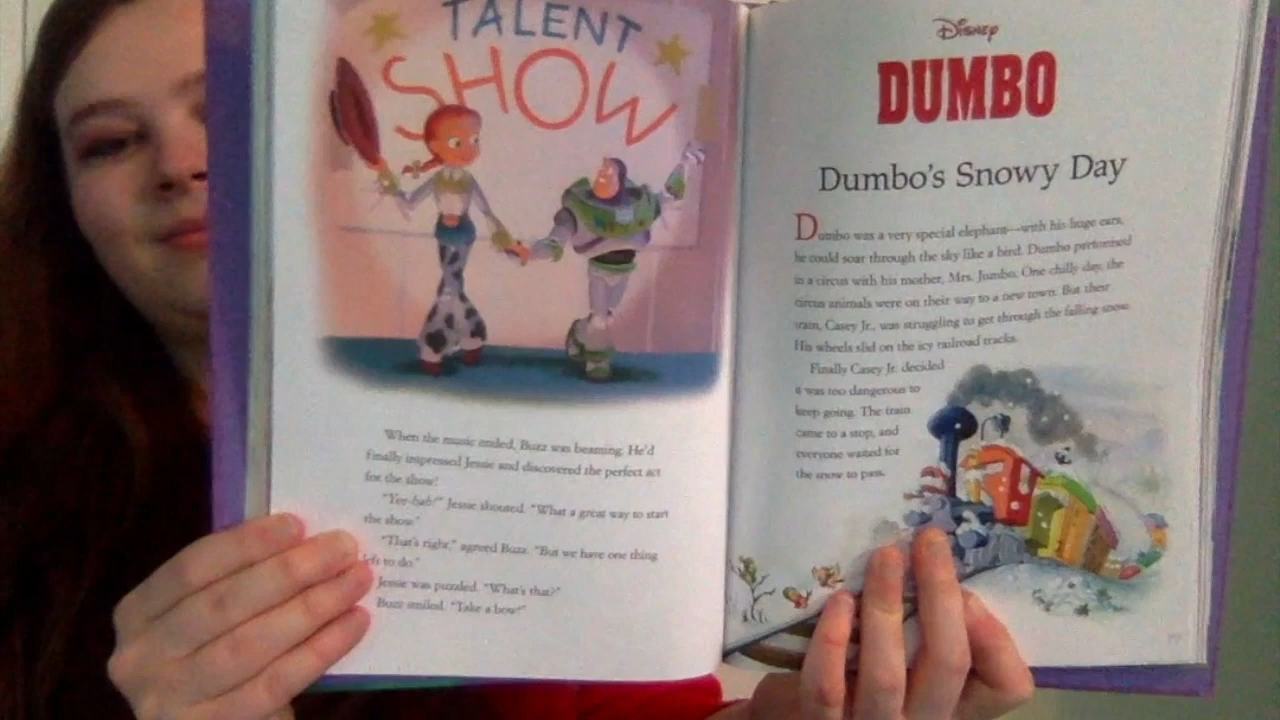 TALENT
SHOW
When the music ended, Buzz was beaming. He'd
finally impressed Jessie and discovered the perfect act
for the show!
"Yee-hah!" Jessie shouted. "What a great way to start
the show."
"That's right," agreed Buzz. "But we have one thing
left to do."
Jessie was puzzled. "What's that?"
Buzz smiled. "Take a bow!"
Disney
DUMBO
Dumbo's Snowy Day
Dumbo was a very special elephant—with his huge ears,
he could soar through the sky like a bird. Dumbo performed
in a circus with his mother, Mrs. Jumbo. One chilly day, the
circus animals were on their way to a new town. But their
train, Casey Jr., was struggling to get through the falling snow.
His wheels slid on the icy railroad tracks.
Finally Casey Jr. decided
it was too dangerous to
keep going. The train
came to a stop, and
everyone waited for
the snow to pass.